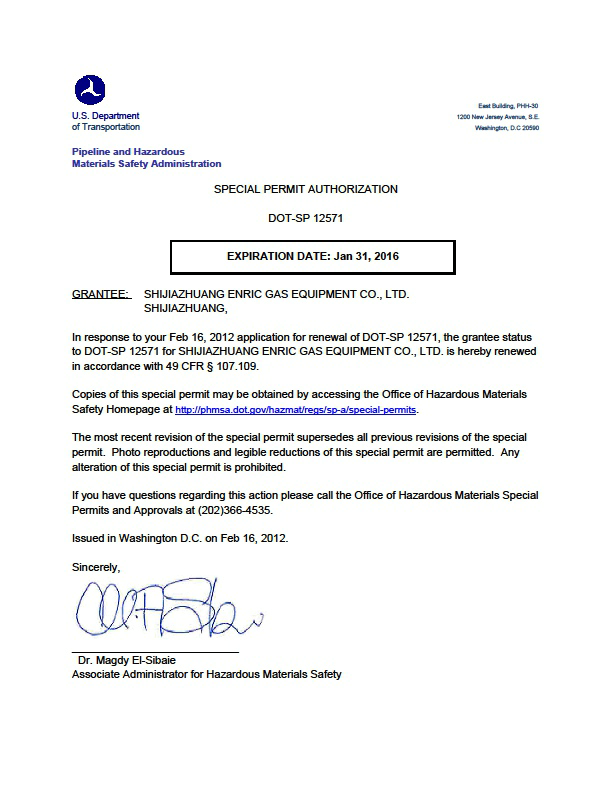 U.S. Department
of Transportation
East Building, PHH-30
1200 New Jersey Avenue, S.E.
Washington, D.C 20590
Pipeline and Hazardous
Materials Safety Administration
SPECIAL PERMIT AUTHORIZATION
DOT-SP 12571
EXPIRATION DATE: Jan 31, 2016
GRANTEE: SHIJIAZHUANG ENRIC GAS EQUIPMENT CO., LTD.
SHIJIAZHUANG,
In response to your Feb 16, 2012 application for renewal of DOT-SP 12571, the grantee status
to DOT-SP 12571 for SHIJIAZHUANG ENRIC GAS EQUIPMENT CO., LTD. is hereby renewed
in accordance with 49 CFR § 107.109.
Copies of this special permit may be obtained by accessing the Office of Hazardous Materials
Safety Homepage at http://phmsa.dot.gov/hazmat/regs/sp-a/special-permits.
The most recent revision of the special permit supersedes all previous revisions of the special
permit. Photo reproductions and legible reductions of this special permit are permitted. Any
alteration of this special permit is prohibited.
If you have questions regarding this action please call the Office of Hazardous Materials Special
Permits and Approvals at (202)366-4535.
Issued in Washington D.C. on Feb 16, 2012.
Sincerely,
Dr. Magdy El-Sibaie
Associate Administrator for Hazardous Materials Safety